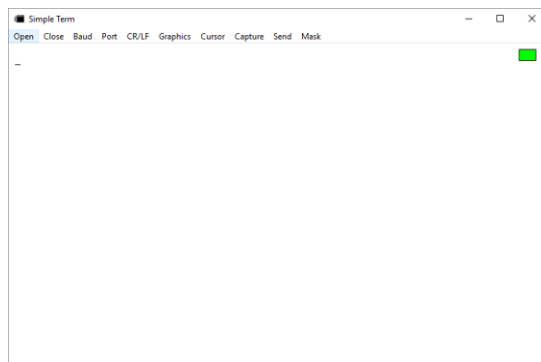 Simple Term
Open Close Baud Port CR/LF Graphics Cursor Capture Send Mask
_